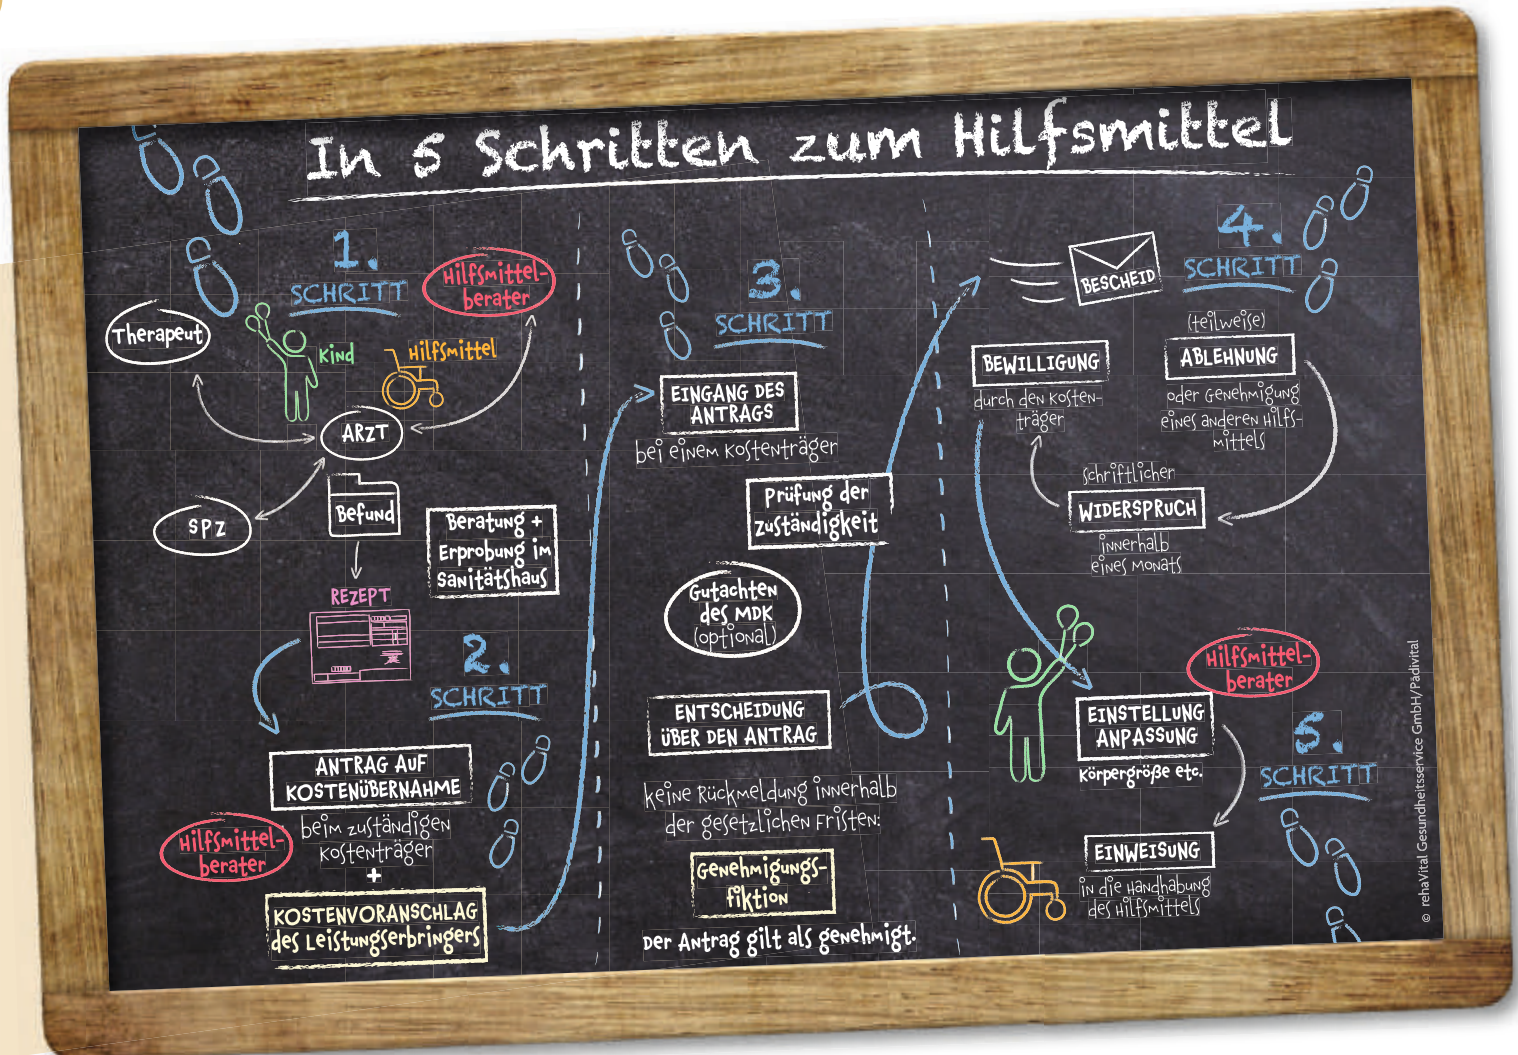 In 5 Schritten zum Hilfsmittel
1.
SCHRITT
Hilfsmittel-
berater
Therapeut
Kind
Hilfsmittel
ARZT
SPZ
Befund
Beratung +
Erprobung im
Sanitätshaus
REZEPT
2.
SCHRITT
ANTRAG AUF
KOSTENÜBERNAHME
beim zuständigen
Kostenträger
Hilfsmittel-
berater
+
KOSTENVORANSCHLAG
des Leistungserbringers
3.
SCHRITT
EINGANG DES
ANTRAGS
bei einem Kostenträger
Prüfung der
Zuständigkeit
Gutachten
des MDK
(optional)
ENTSCHEIDUNG
ÜBER DEN ANTRAG
Keine Rückmeldung innerhalb
der gesetzlichen Fristen:
Genehmigungs-
fiktion
Der Antrag gilt als genehmigt.
4.
SCHRITT
BESCHEID
BEWILLIGUNG
durch den Kosten-
träger
(teilweise)
ABLEHNUNG
oder Genehmigung
eines anderen Hilfs-
mittels
Schriftlicher
WIDERSPRUCH
innerhalb
eines Monats
Hilfsmittel-
berater
5.
SCHRITT
EINSTELLUNG
ANPASSUNG
Körpergröße etc.
EINWEISUNG
in die Handhabung
des Hilfsmittels
© rehaVital Gesundheitsservice GmbH/Pädivital